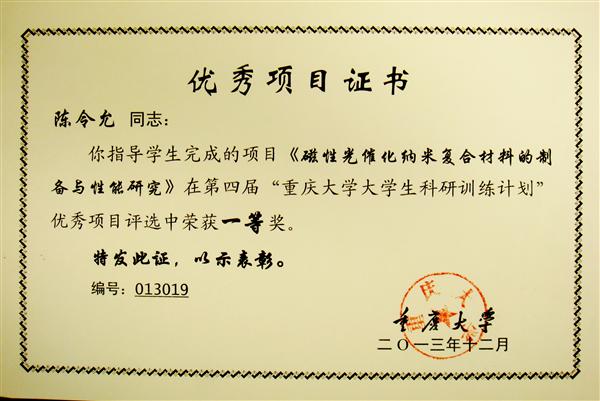 优秀项目证书
陈令允 同志：
你指导学生完成的项目《磁性光催化纳米复合材料的制
备与性能研究》在第四届“重庆大学大学生科研训练计划”
优秀项目评选中荣获一等奖。
特发此证，以示表彰。
编号：013019
重庆大学
二〇一三年十二月